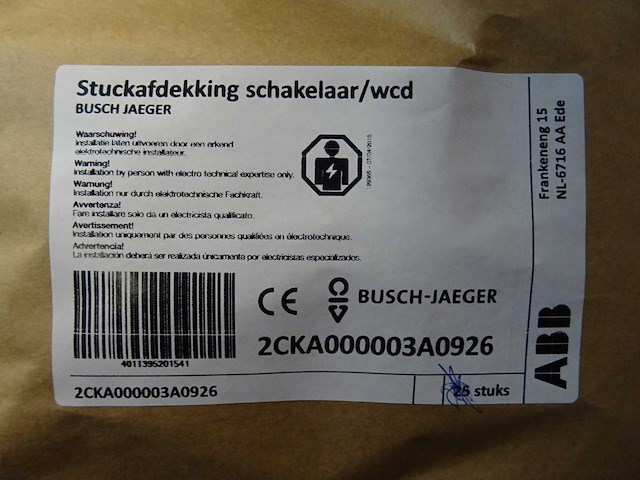 Stuckafdekking schakelaar/wcd
BUSCH JAEGER
Waarschuwing!
Installatie laten uitvoeren door een erkend
elektrotechnische installateur.
Warning!
Installation by person with electro technical expertise only.
Warnung!
Installation nur durch elektrotechnische Fachkraft.
Avvertenza!
Fare installare solo da un electricista qualificato.
Avertissement!
Installation uniquement par des personnes qualifiées en électrotechnique.
Advertencia!
La instalación deberá ser realizada únicamente por electricistas especializados.
4011395201541
CE
BUSCH-JAEGER
2CKA000003A0926
2CKA000003A0926
25 stuks
Frankeneng 15
NL-6716 AA Ede
ABB